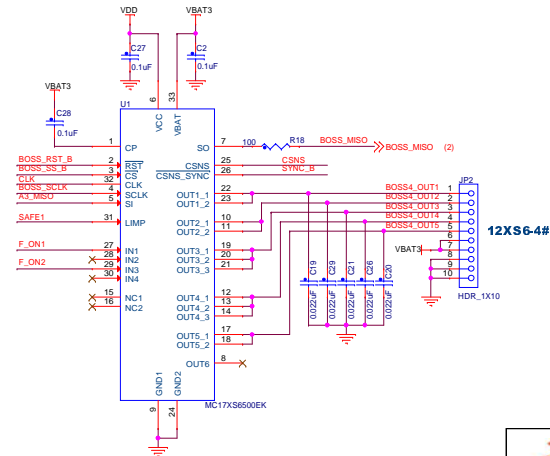 VDD
VBAT3
C27
0.1uF
C2
0.1uF
VBAT3
C28
0.1uF
U1
6
33
VCC
VBAT
1
CP
SO
7
100
R18
BOSS_MISO
BOSS_MISO (2)
BOSS_RST_B
2
RST
CSNS
25
CSNS
BOSS_SS_B
3
CS
CSNS_SYNC
26
SYNC_B
CLK
32
CLK
BOSS_SCLK
4
SCLK
A3_MISO
5
SI
OUT1_1
22
OUT1_2
23
SAFE1
31
LIMP
OUT2_1
10
OUT2_2
11
F_ON1
27
IN1
28
IN2
F_ON2
29
IN3
30
IN4
OUT3_1
19
OUT3_2
20
OUT3_3
21
15
NC1
16
NC2
OUT4_1
12
OUT4_2
13
OUT4_3
14
OUT5_1
17
OUT5_2
18
OUT6
8
GND1
GND2
9
24
MC17XS6500EK
C19
0.022uF
C29
0.022uF
C21
0.022uF
C26
0.022uF
C20
0.022uF
JP2
BOSS4_OUT1
1
BOSS4_OUT2
2
BOSS4_OUT3
3
BOSS4_OUT4
4
BOSS4_OUT5
5
6
VBAT3
7
8
9
10
HDR_1X10
12XS6-4#